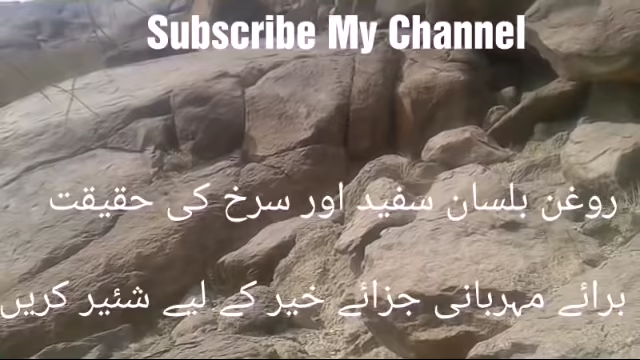 Subscribe My Channel
روغن بلسان سفید اور سرخ کی حقیقت
برائے مہربانی جزائے خیر کے لیے شئیر کریں